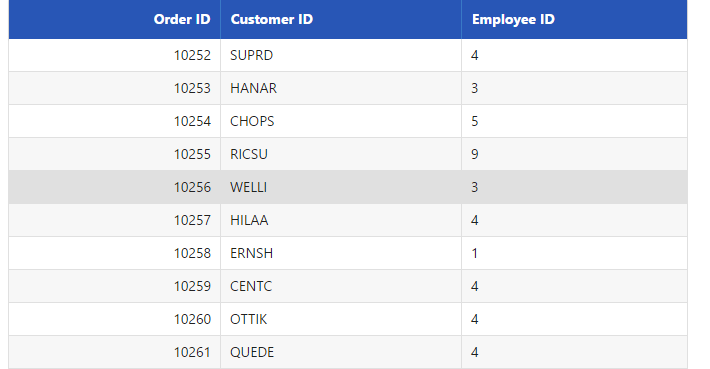 Order ID Customer ID Employee ID
10252 SUPRD 4
10253 HANAR 3
10254 CHOPS 5
10255 RICSU 9
10256 WELLI 3
10257 HILAA 4
10258 ERNSH 1
10259 CENTC 4
10260 OTTIK 4
10261 QUEDE 4